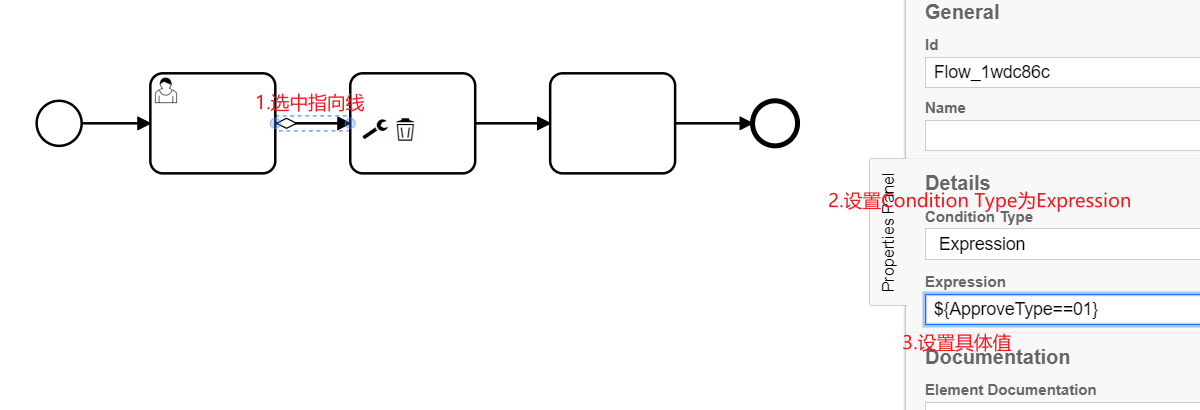 1.选中指向线
General
Id
Flow_1wdc86c
Name
Properties Panel
Details
2.设置Condition Type为Expression
Condition Type
Expression
Expression
${ApproveType==01}
3.设置具体值
Documentation
Element Documentation